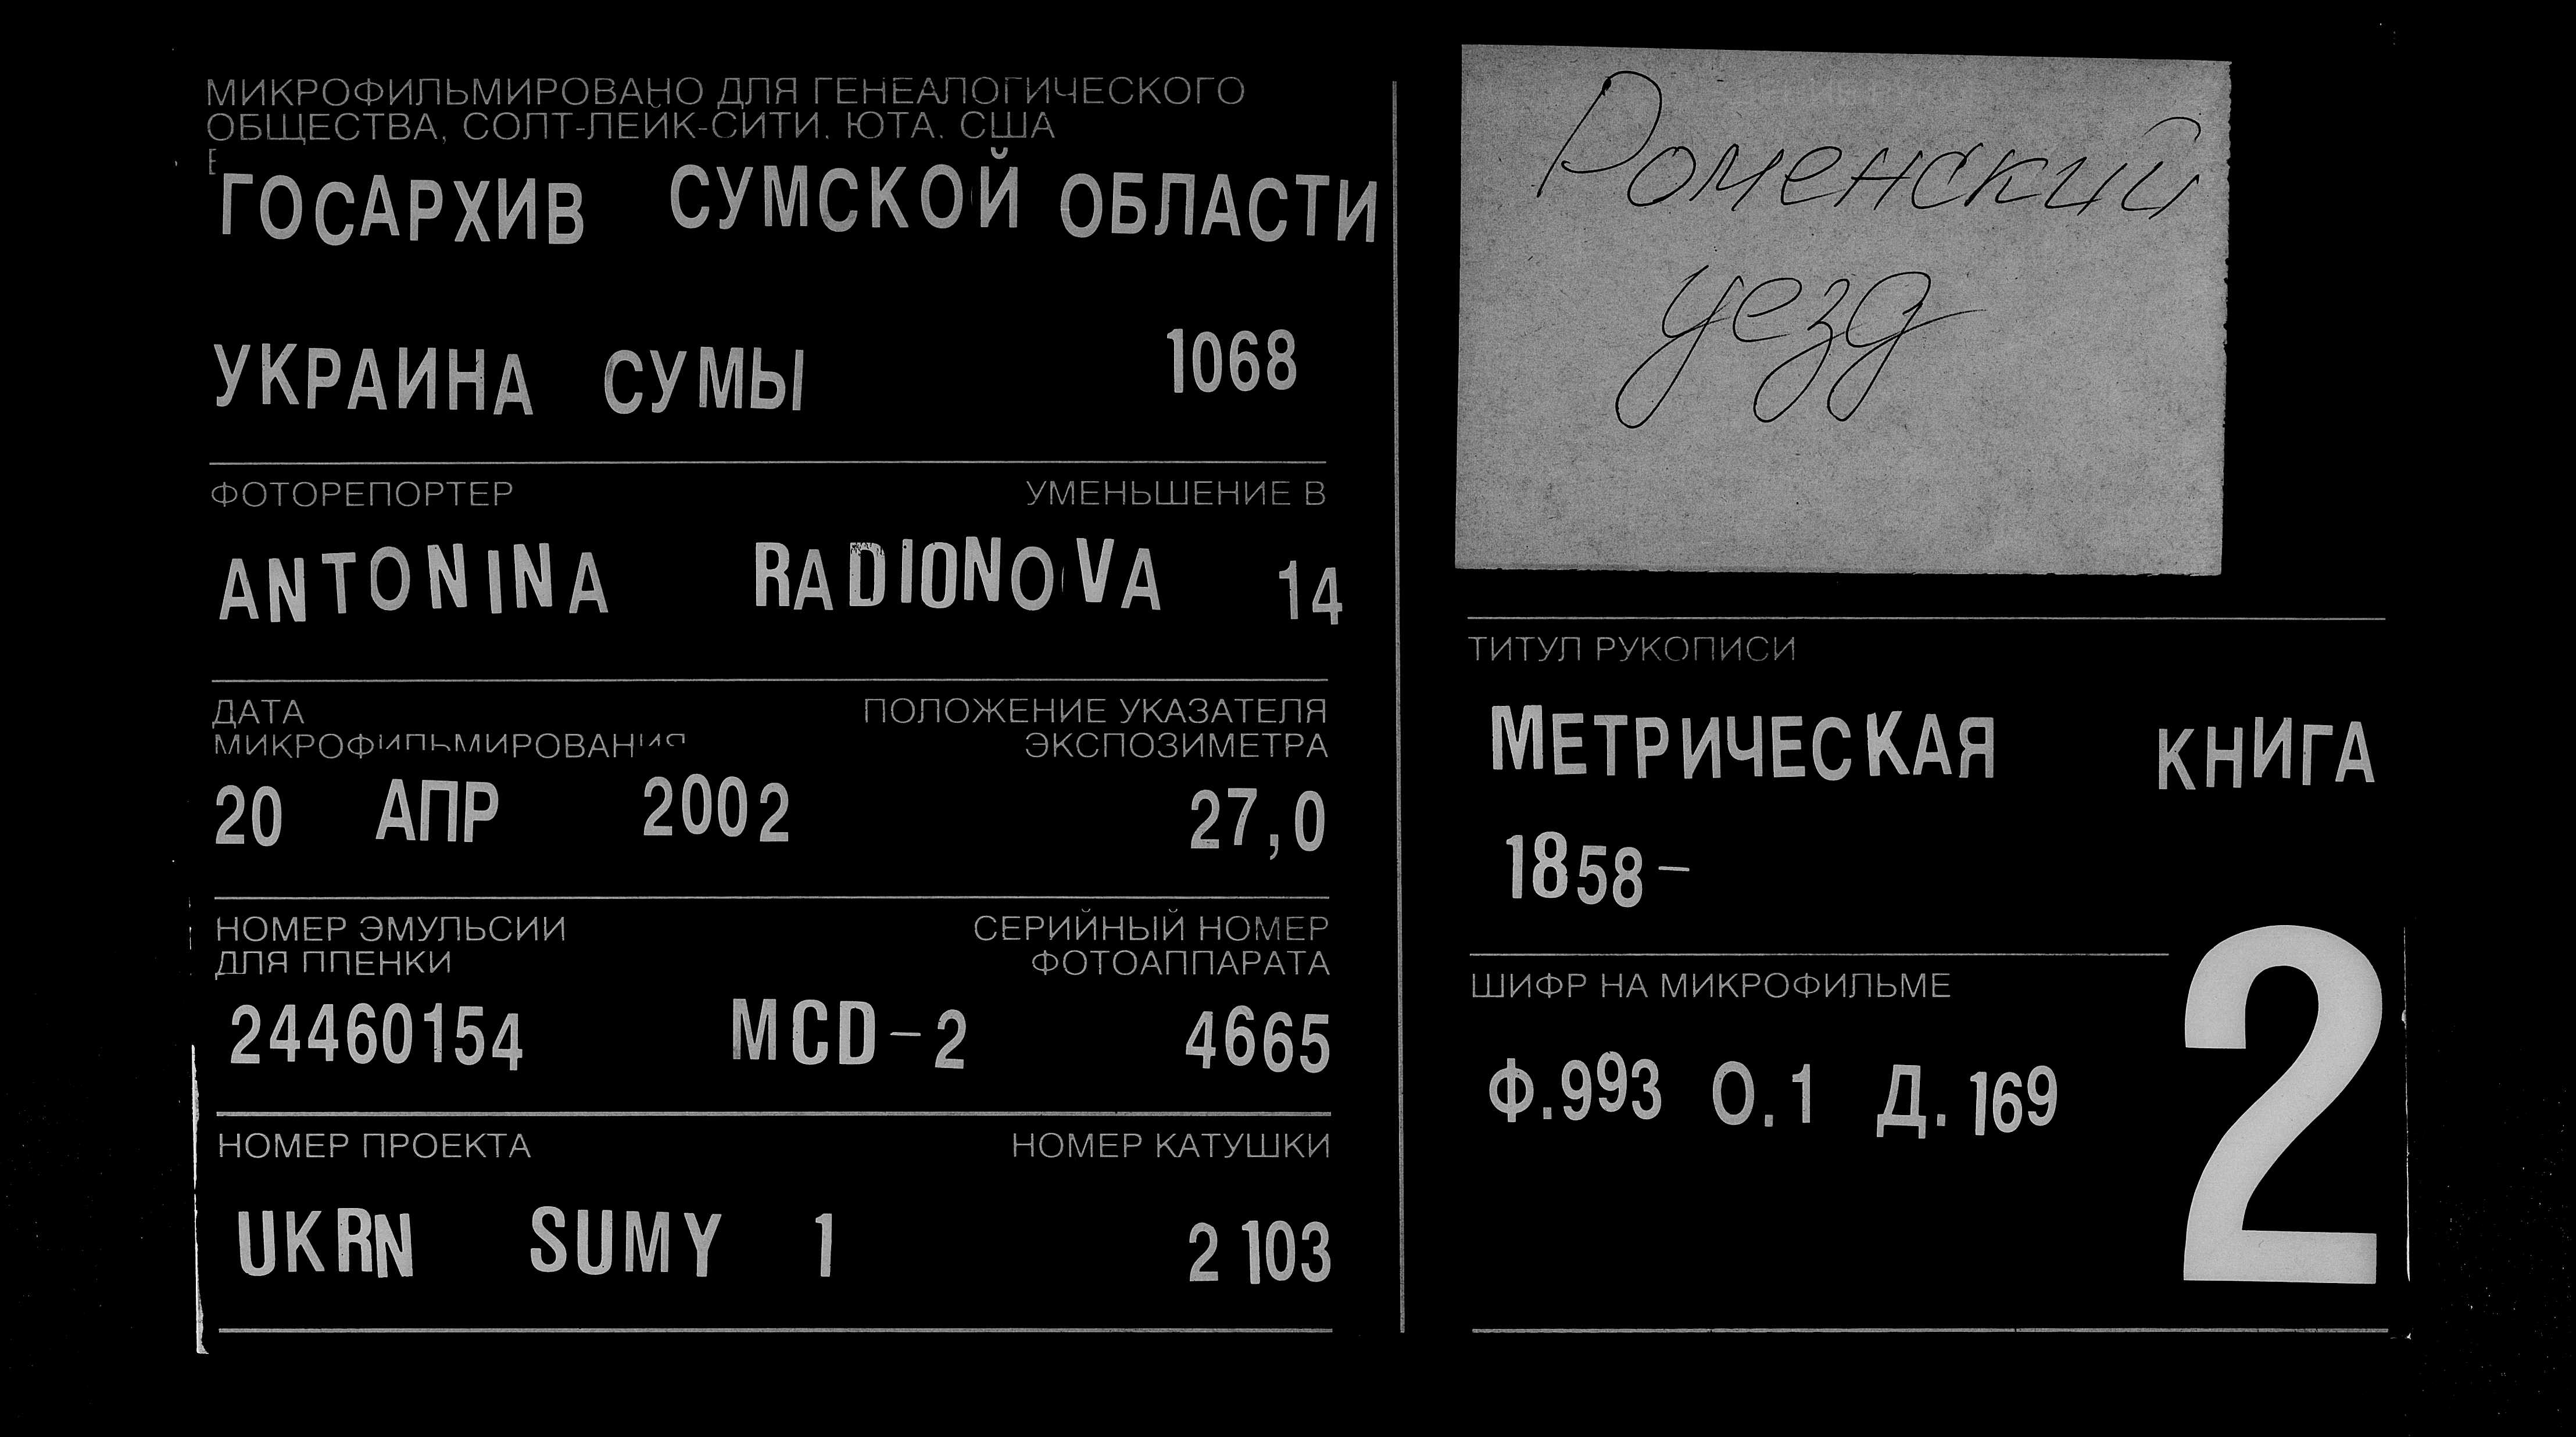 МИКРОФИЛЬМИРОВАНО ДЛЯ ГЕНЕАЛОГИЧЕСКОГО
ОБЩЕСТВА, СОЛТ-ЛЕЙК-СИТИ, ЮТА, США
В
ГОСАРХИВ СУМСКОЙ ОБЛАСТИ
УКРАИНА СУМЫ 1068
ФОТОРЕПОРТЕР УМЕНЬШЕНИЕ В
ANTONINA RADIONOVA 14
ДАТА
МИКРОФИЛЬМИРОВАНИЯ
ПОЛОЖЕНИЕ УКАЗАТЕЛЯ
ЭКСПОЗИМЕТРА
20 АПР 2002 27,0
НОМЕР ЭМУЛЬСИИ
ДЛЯ ПЛЕНКИ
СЕРИЙНЫЙ НОМЕР
ФОТОАППАРАТА
24460154 MCD-2 4665
НОМЕР ПРОЕКТА НОМЕР КАТУШКИ
UKRN SUMY 1 2 103
Роменский
уезд
ТИТУЛ РУКОПИСИ
МЕТРИЧЕСКАЯ КНИГА
1858-
ШИФР НА МИКРОФИЛЬМЕ
Ф.993 О.1 Д.169
2